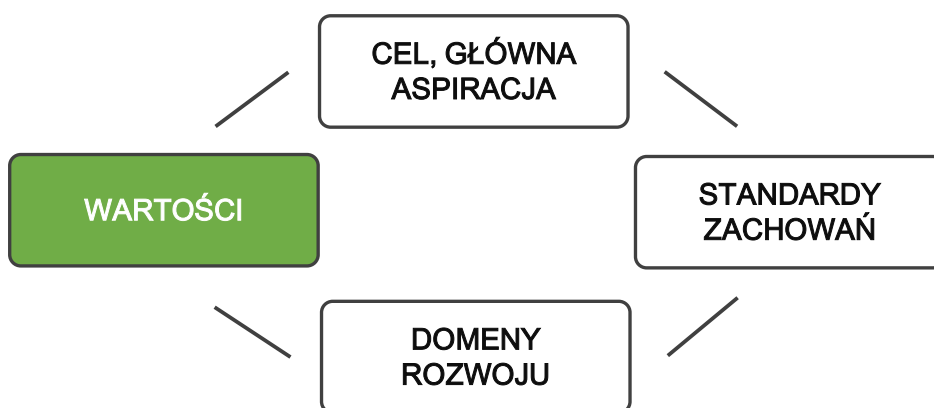 CEL, GŁÓWNA
ASPIRACJA
WARTOŚCI
STANDARDY
ZACHOWAŃ
DOMENY
ROZWOJU